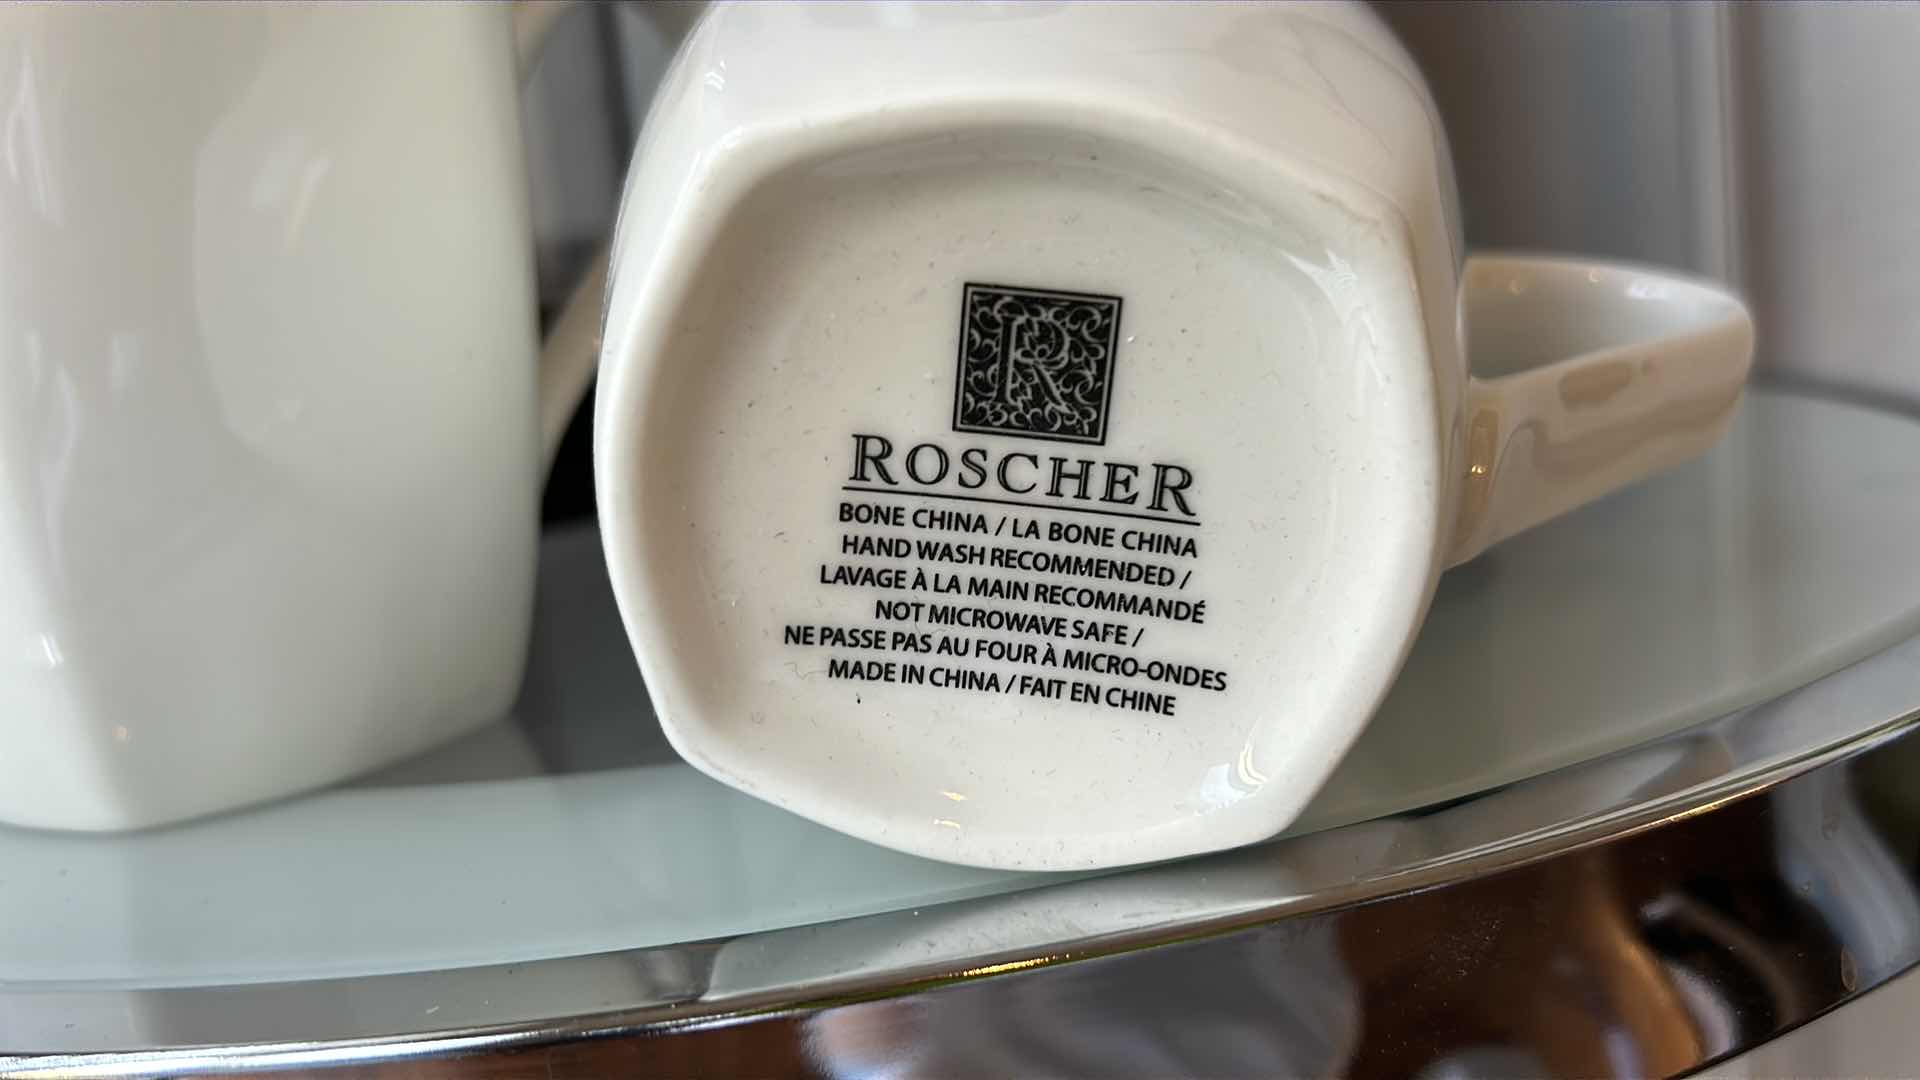 R
ROSCHER
BONE CHINA / LA BONE CHINA
HAND WASH RECOMMENDED /
LAVAGE À LA MAIN RECOMMANDÉ
NOT MICROWAVE SAFE /
NE PASSE PAS AU FOUR À MICRO-ONDES
MADE IN CHINA / FAIT EN CHINE